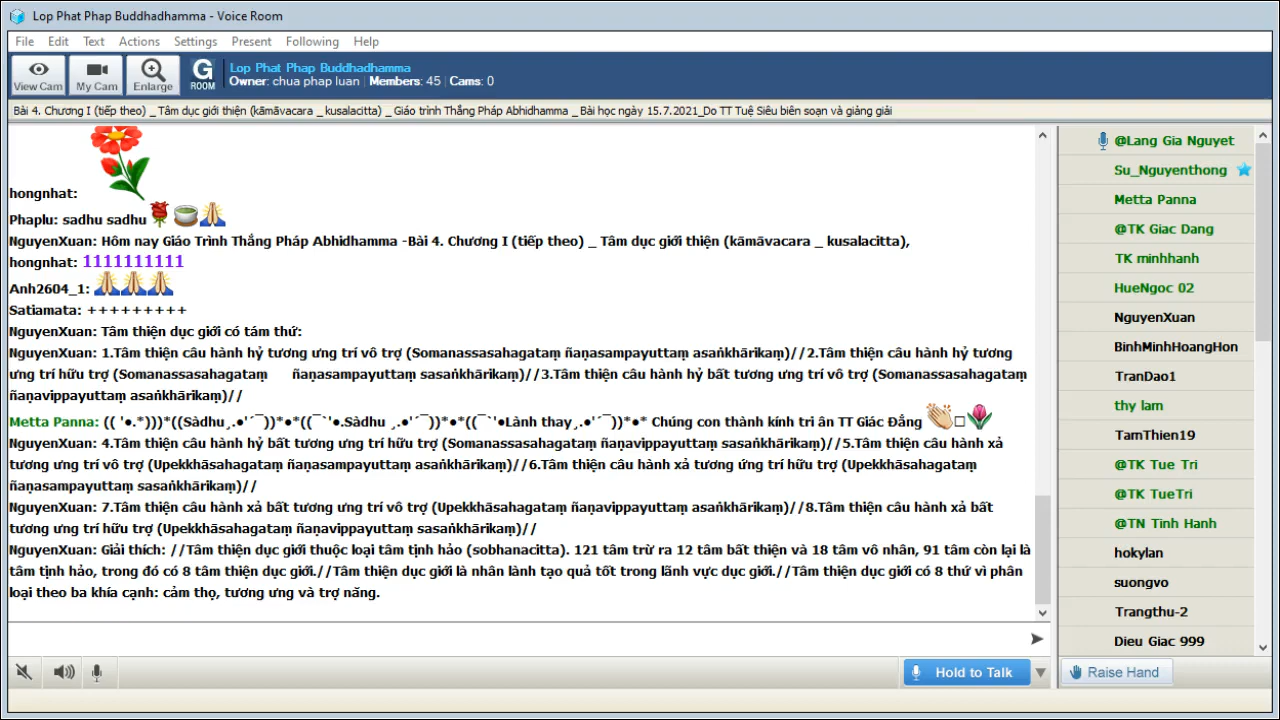 Lop Phat Phap Buddhadhamma - Voice Room
File Edit Text Actions Settings Present Following Help
View Cam My Cam Enlarge G ROOM
Lop Phat Phap Buddhadhamma
Owner: chua phap luan Members: 45 Cams: 0
Bài 4. Chương I (tiếp theo) _ Tâm dục giới thiện (kāmāvacara _ kusalacitta) _ Giáo trình Thắng Pháp Abhidhamma _ Bài học ngày 15.7.2021_Do TT Tuệ Siêu biên soạn và giảng giải
hongnhat:
Phaplu: sadhu sadhu
NguyenXuan: Hôm nay Giáo Trình Thắng Pháp Abhidhamma -Bài 4. Chương I (tiếp theo) _ Tâm dục giới thiện (kāmāvacara _ kusalacitta),
hongnhat: 1111111111
Anh2604_1:
Satiamata: +++++++++
NguyenXuan: Tâm thiện dục giới có tám thứ:
NguyenXuan: 1.Tâm thiện câu hành hỷ tương ưng trí vô trợ (Somanassasahagataṃ ñaṇasampayuttaṃ asaṅkhārikaṃ)//2.Tâm thiện câu hành hỷ tương
ưng trí hữu trợ (Somanassasahagataṃ ñaṇasampayuttaṃ sasaṅkhārikaṃ)//3.Tâm thiện câu hành hỷ bất tương ưng trí vô trợ (Somanassasahagataṃ
ñaṇavippayuttaṃ asaṅkhārikaṃ)//
Metta Panna: (( '●.*)))*((Sàdhu¸.●'´¯))*●*((¯`'●.Sàdhu ¸.●'´¯))*●*((¯`'●Lành thay¸.●'´¯))*●* Chúng con thành kính tri ân TT Giác Đẳng
NguyenXuan: 4.Tâm thiện câu hành hỷ bất tương ưng trí hữu trợ (Somanassasahagataṃ ñaṇavippayuttaṃ sasaṅkhārikaṃ)//5.Tâm thiện câu hành xả
tương ưng trí vô trợ (Upekkhāsahagataṃ ñaṇasampayuttaṃ asaṅkhārikaṃ)//6.Tâm thiện câu hành xả tương ứng trí hữu trợ (Upekkhāsahagataṃ
ñaṇasampayuttaṃ sasaṅkhārikaṃ)//
NguyenXuan: 7.Tâm thiện câu hành xả bất tương ưng trí vô trợ (Upekkhāsahagataṃ ñaṇavippayuttaṃ asaṅkhārikaṃ)//8.Tâm thiện câu hành xả bất
tương ưng trí hữu trợ (Upekkhāsahagataṃ ñaṇavippayuttaṃ sasaṅkhārikaṃ)//
NguyenXuan: Giải thích: //Tâm thiện dục giới thuộc loại tâm tịnh hảo (sobhanacitta). 121 tâm trừ ra 12 tâm bất thiện và 18 tâm vô nhân, 91 tâm còn lại là
tâm tịnh hảo, trong đó có 8 tâm thiện dục giới.//Tâm thiện dục giới là nhân lành tạo quả tốt trong lãnh vực dục giới.//Tâm thiện dục giới có 8 thứ vì phân
loại theo ba khía cạnh: cảm thọ, tương ưng và trợ năng.
@Lang Gia Nguyet
Su_Nguyenthong
Metta Panna
@TK Giac Dang
TK minhhanh
HueNgoc 02
NguyenXuan
BinhMinhHoangHon
TranDao1
thy lam
TamThien19
@TK Tue Tri
@TK TueTri
@TN Tinh Hanh
hokylan
suongvo
Trangthu-2
Dieu Giac 999
Hold to Talk
Raise Hand